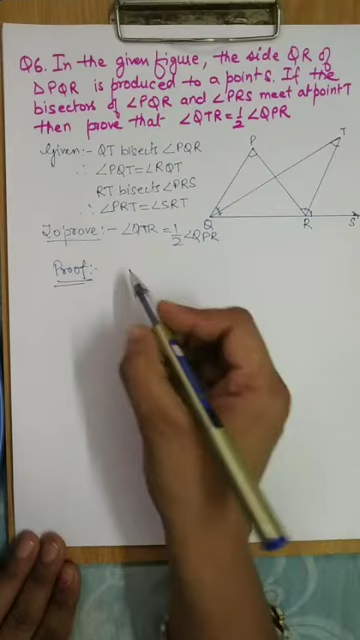 Q6. In the given figure, the side QR of
ΔPQR is produced to a point S. If the
bisectors of ∠PQR and ∠PRS meet at point T
then prove that ∠QTR = 1/2 ∠QPR
Given:- QT bisects ∠PQR
∴ ∠PQT = ∠RQT
RT bisects ∠PRS
∴ ∠PRT = ∠SRT
To prove:- ∠QTR = 1/2 ∠QPR
Proof:-
P
T
Q
R
S